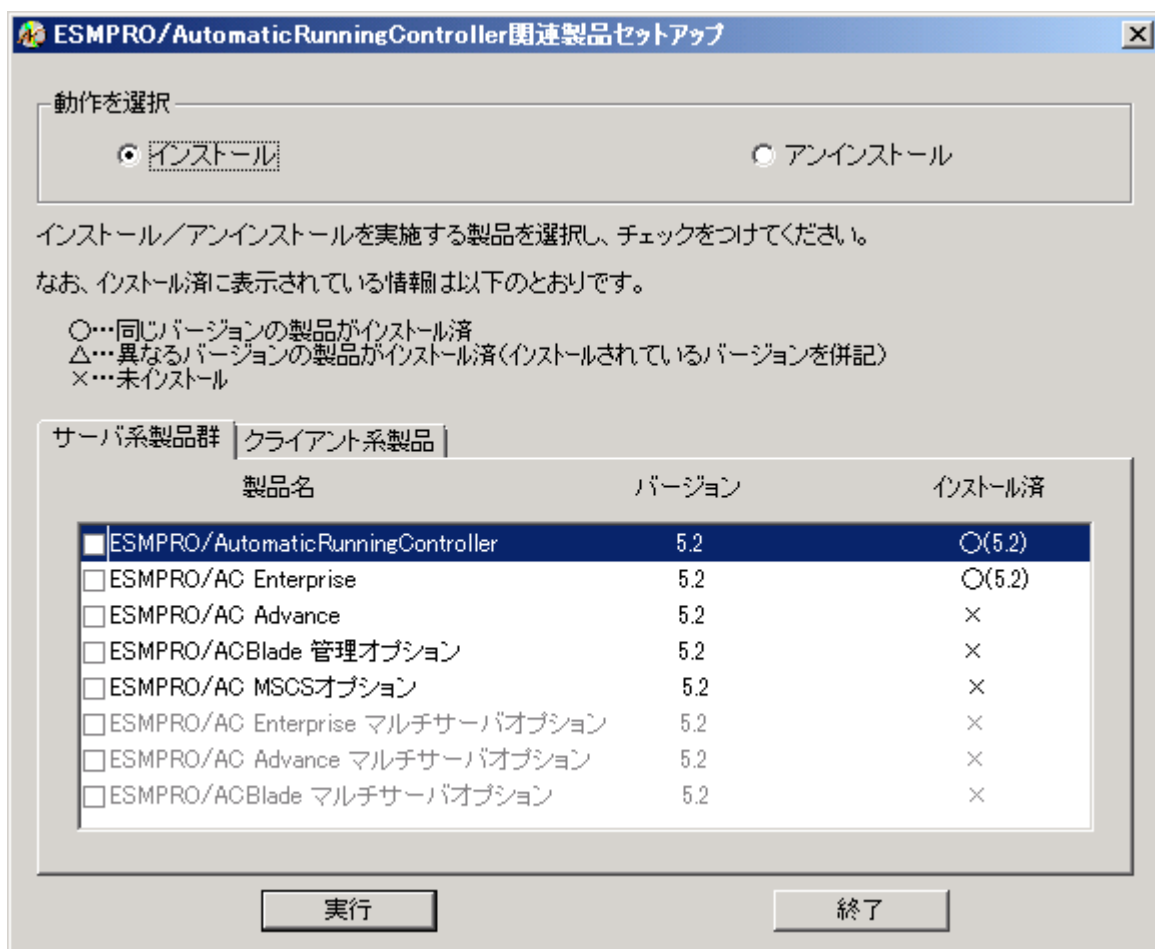 ESMPRO/AutomaticRunningController関連製品セットアップ
動作を選択
インストール アンインストール
インストール／アンインストールを実施する製品を選択し、チェックをつけてください。
なお、インストール済に表示されている情報は以下のとおりです。
○…同じバージョンの製品がインストール済
△…異なるバージョンの製品がインストール済（インストールされているバージョンを併記）
×…未インストール
サーバ系製品群 クライアント系製品
製品名 バージョン インストール済
ESMPRO/AutomaticRunningController 5.2 ○(5.2)
ESMPRO/AC Enterprise 5.2 ○(5.2)
ESMPRO/AC Advance 5.2 ×
ESMPRO/ACBlade 管理オプション 5.2 ×
ESMPRO/AC MSCSオプション 5.2 ×
ESMPRO/AC Enterprise マルチサーバオプション 5.2 ×
ESMPRO/AC Advance マルチサーバオプション 5.2 ×
ESMPRO/ACBlade マルチサーバオプション 5.2 ×
実行 終了